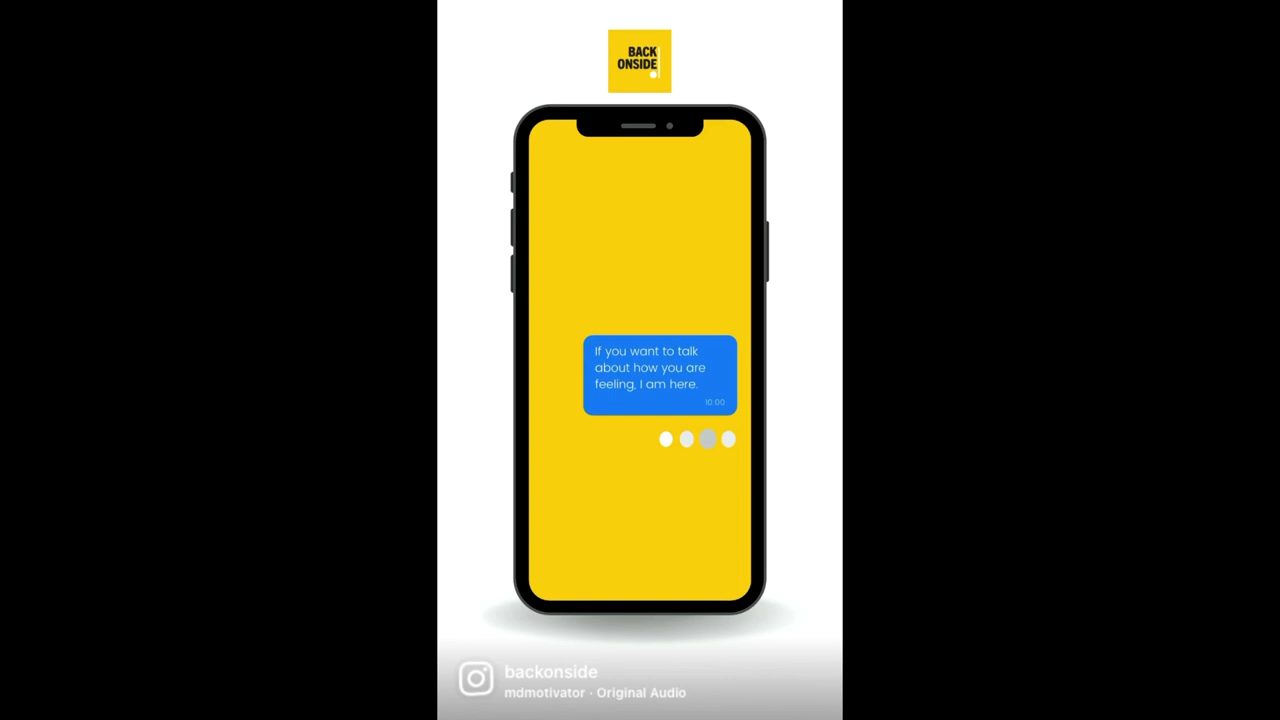 BACK
ONSIDE
If you want to talk
about how you are
feeling, I am here.
10:00
backonside
mdmotivator · Original Audio